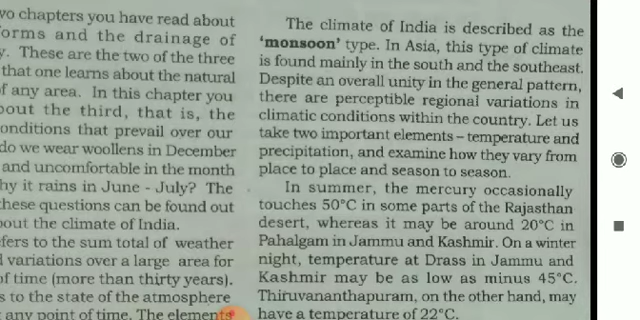 wo chapters you have read about
orms and the drainage of
y. These are the two of the three
that one learns about the natural
f any area. In this chapter you
bout the third, that is, the
onditions that prevail over our
do we wear woollens in December
and uncomfortable in the month
hy it rains in June - July? The
these questions can be found out
bout the climate of India.
efers to the sum total of weather
d variations over a large area for
of time (more than thirty years).
s to the state of the atmosphere
any point of time. The elements
The climate of India is described as the
'monsoon' type. In Asia, this type of climate
is found mainly in the south and the southeast.
Despite an overall unity in the general pattern,
there are perceptible regional variations in
climatic conditions within the country. Let us
take two important elements – temperature and
precipitation, and examine how they vary from
place to place and season to season.
In summer, the mercury occasionally
touches 50°C in some parts of the Rajasthan
desert, whereas it may be around 20°C in
Pahalgam in Jammu and Kashmir. On a winter
night, temperature at Drass in Jammu and
Kashmir may be as low as minus 45°C.
Thiruvananthapuram, on the other hand, may
have a temperature of 22°C.